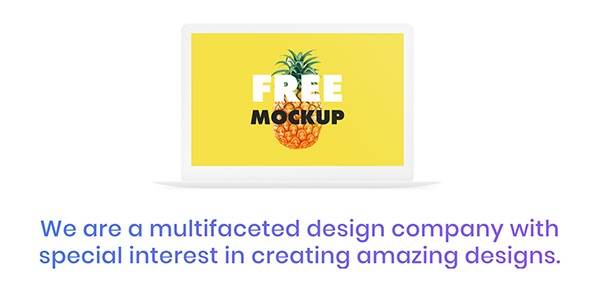 FREE
MOCKUP
We are a multifaceted design company with
special interest in creating amazing designs.